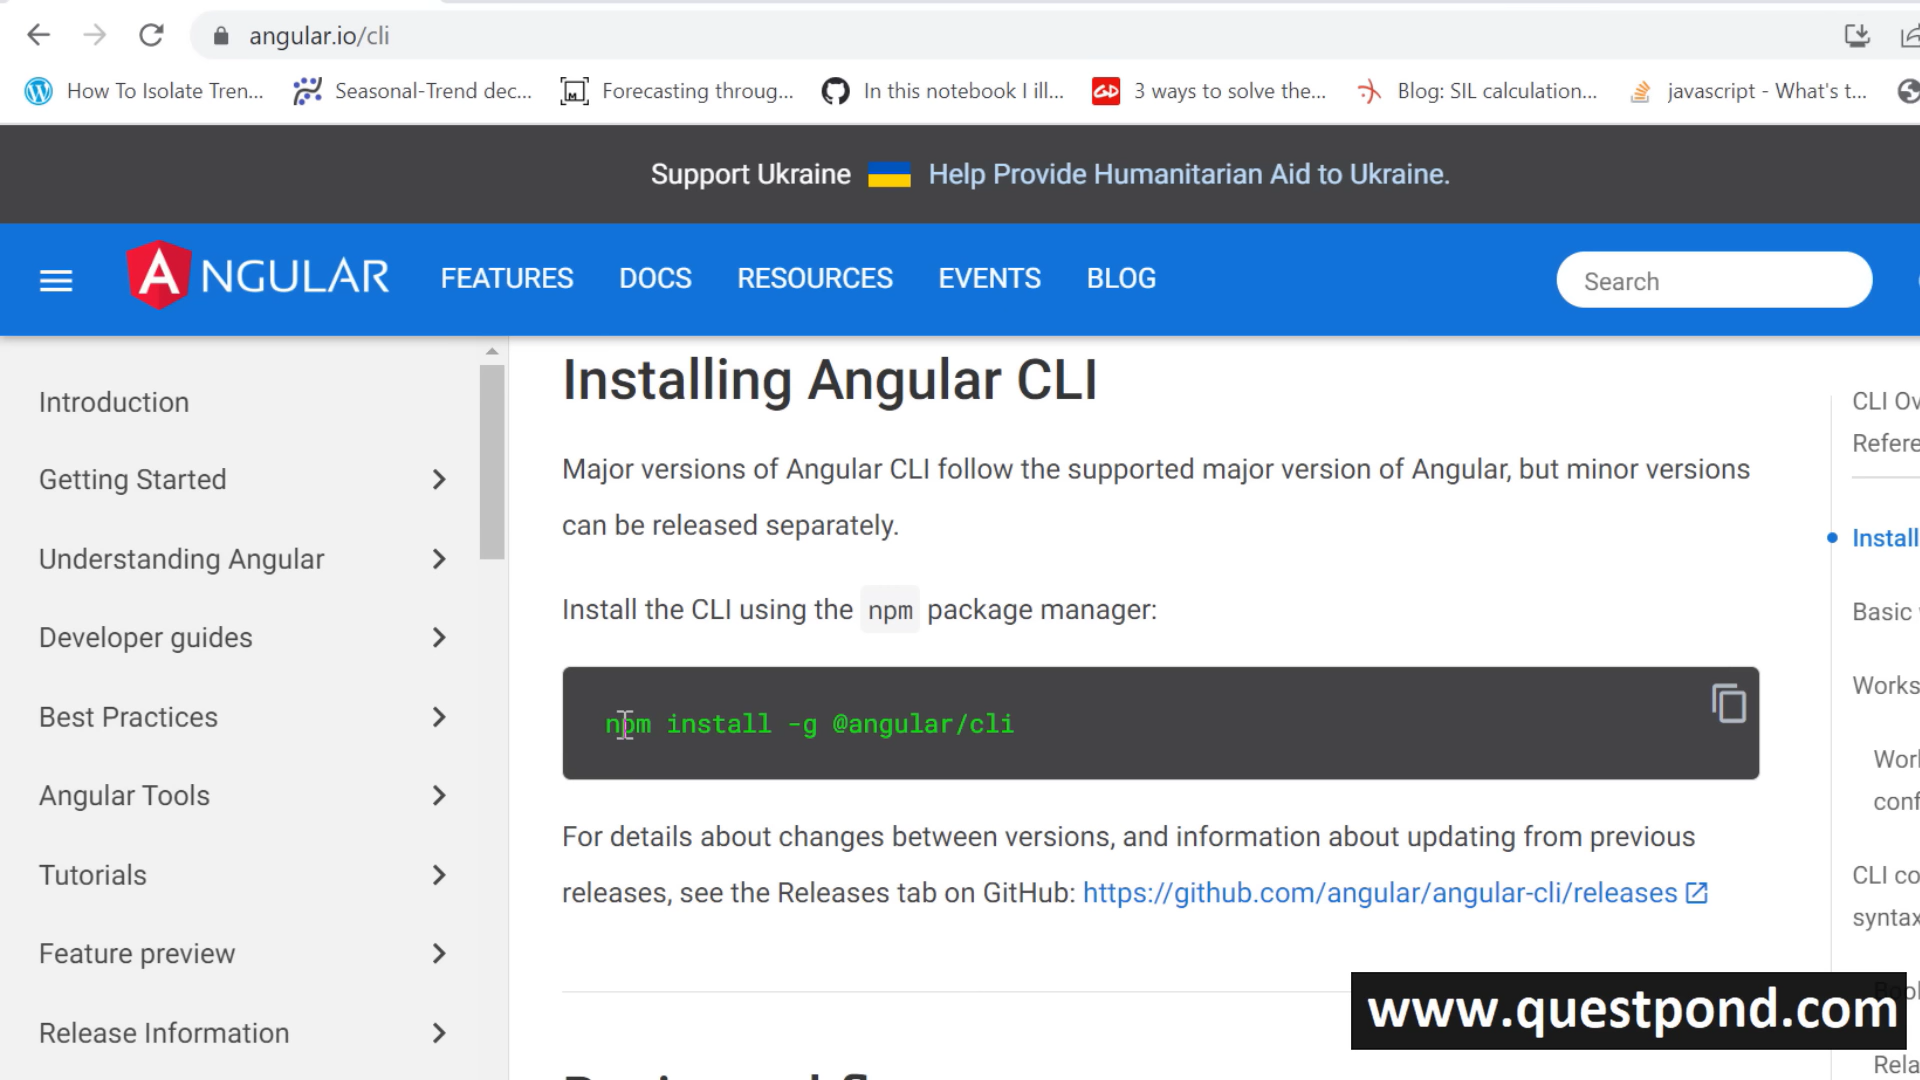 angular.io/cli
How To Isolate Tren...
Seasonal-Trend dec...
Forecasting throug...
In this notebook I ill...
3 ways to solve the...
Blog: SIL calculation...
javascript - What's t...
Support Ukraine Help Provide Humanitarian Aid to Ukraine.
ANGULAR
FEATURES
DOCS
RESOURCES
EVENTS
BLOG
Search
Introduction
Getting Started
Understanding Angular
Developer guides
Best Practices
Angular Tools
Tutorials
Feature preview
Release Information
Installing Angular CLI
Major versions of Angular CLI follow the supported major version of Angular, but minor versions
can be released separately.
Install the CLI using the npm package manager:
npm install -g @angular/cli
For details about changes between versions, and information about updating from previous
releases, see the Releases tab on GitHub: https://github.com/angular/angular-cli/releases
CLI Ov
Refere
Install
Basic
Works
Worl
conf
CLI co
syntax
Rela
www.questpond.com